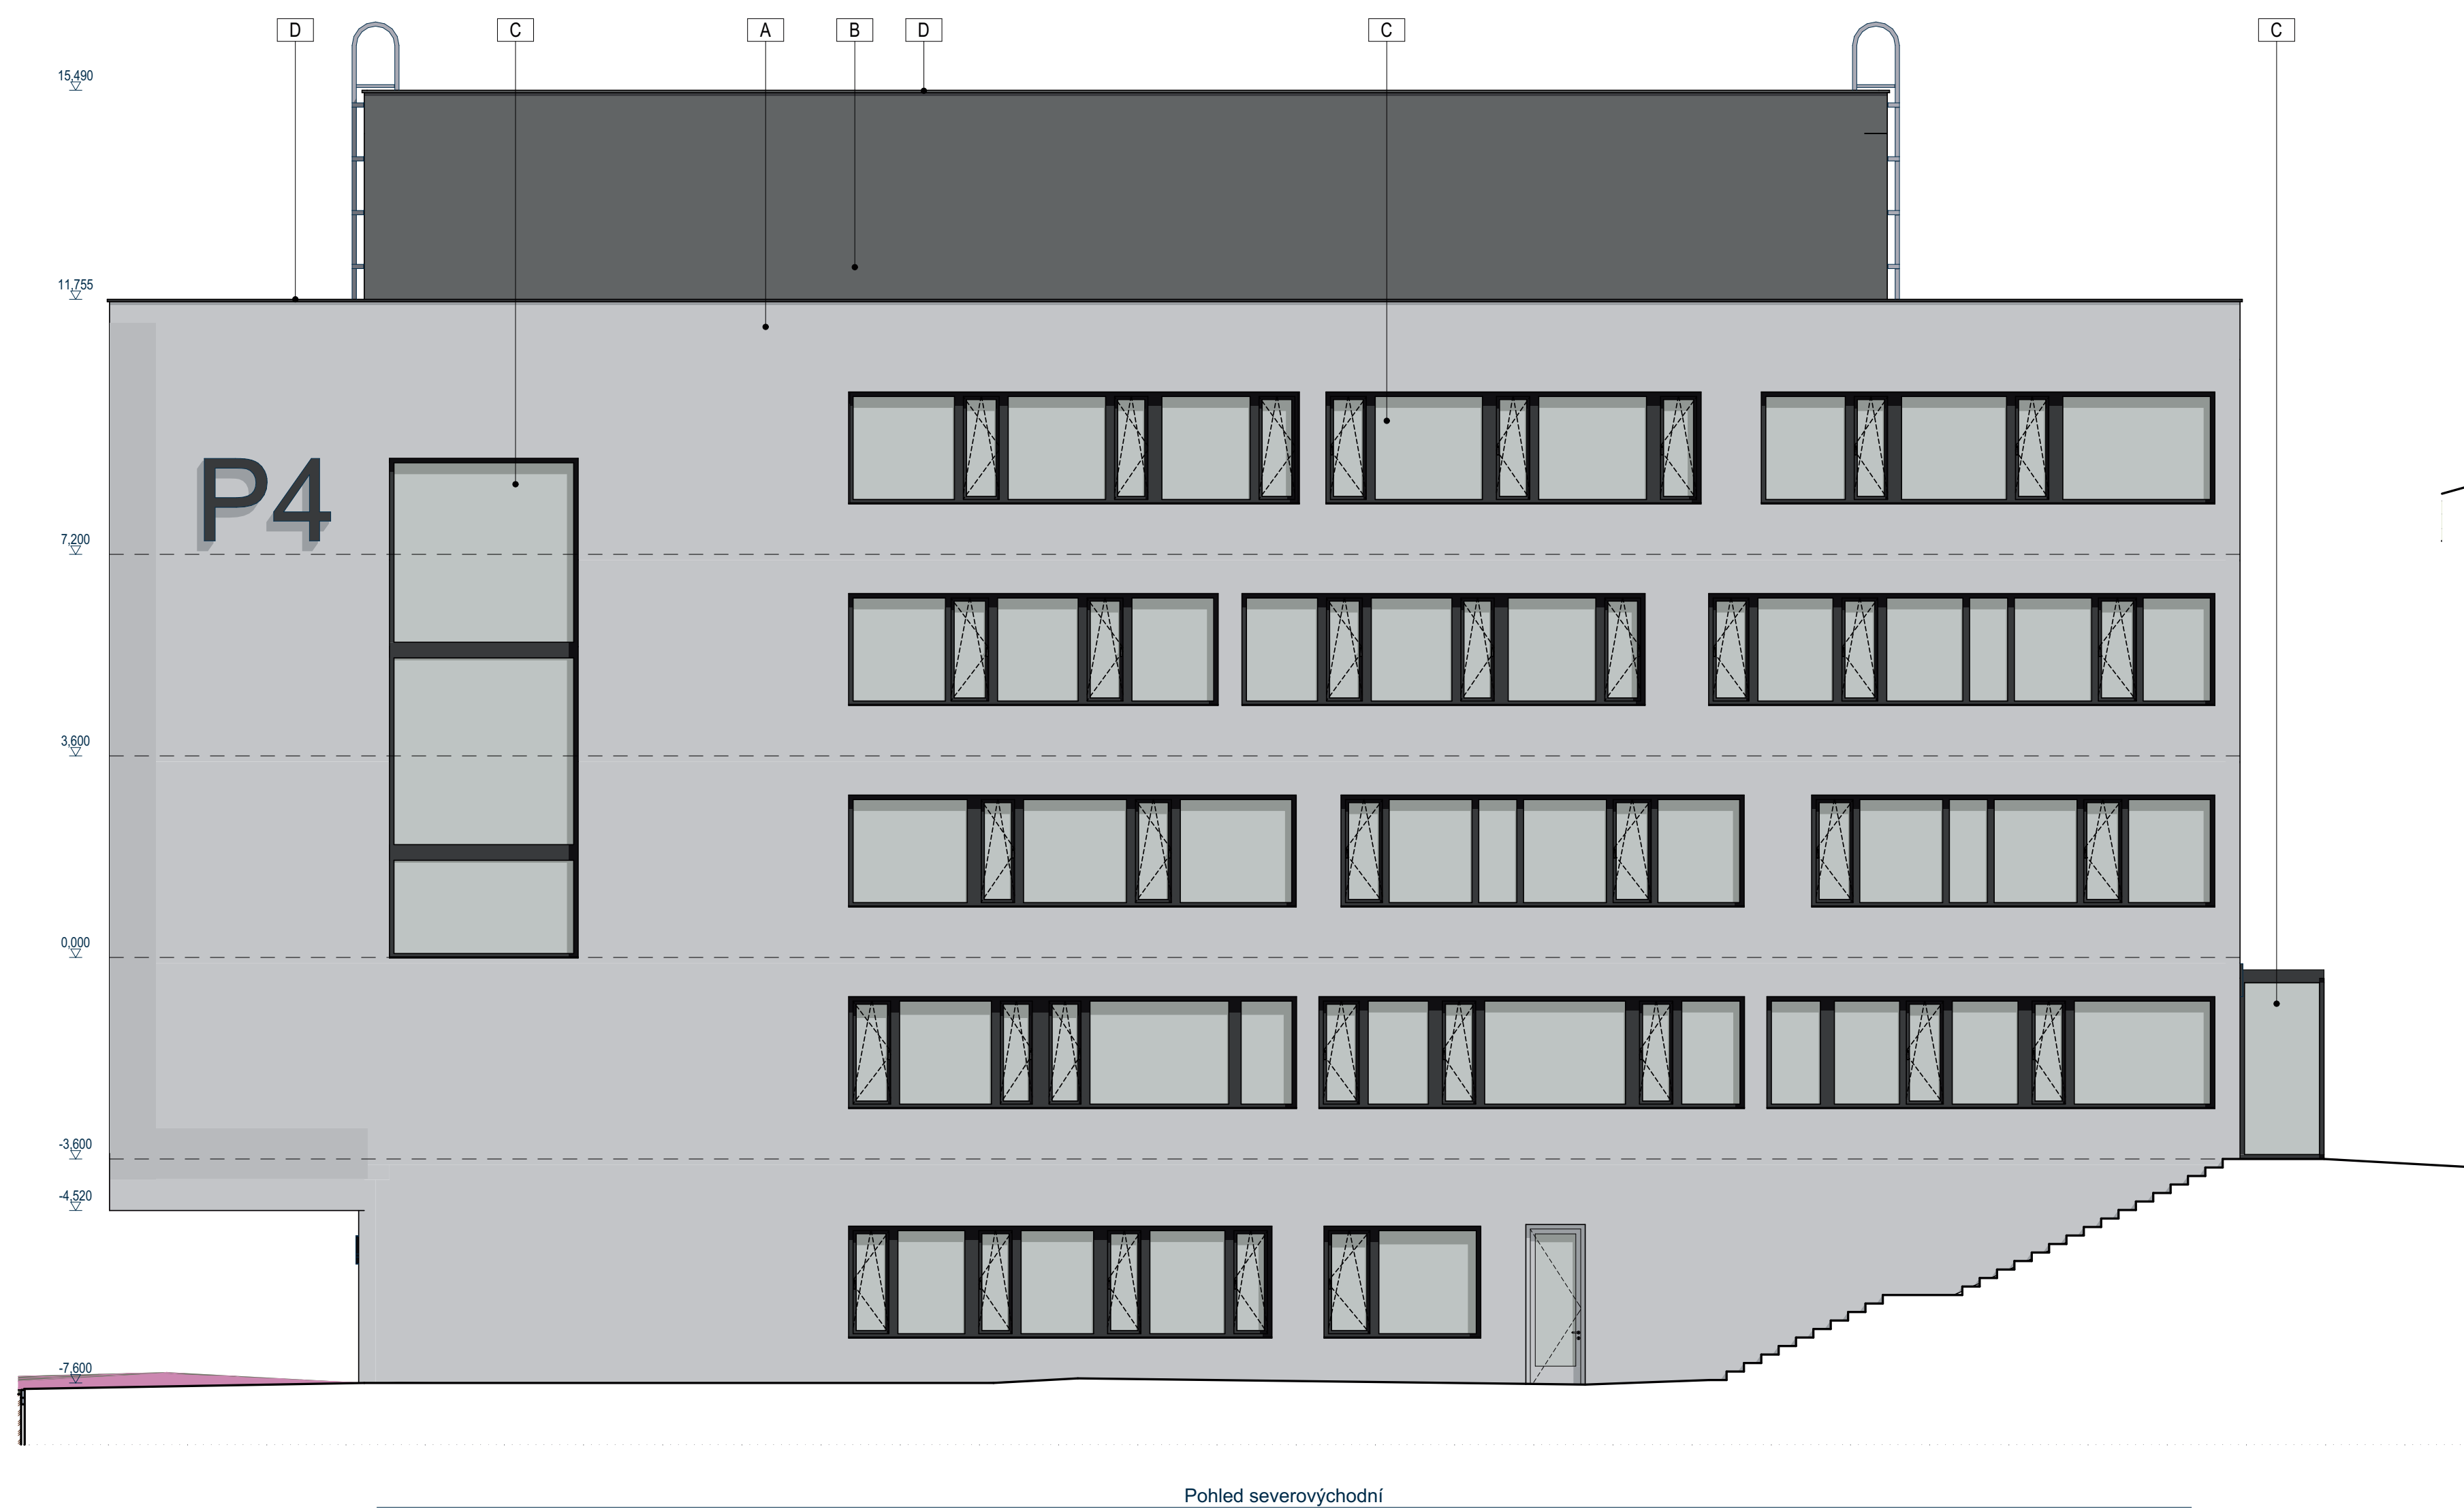 D C A B D C C
15,490
11,755
P4
7,200
3,600
0,000
-3,600
-4,520
-7,600
Pohled severovýchodní